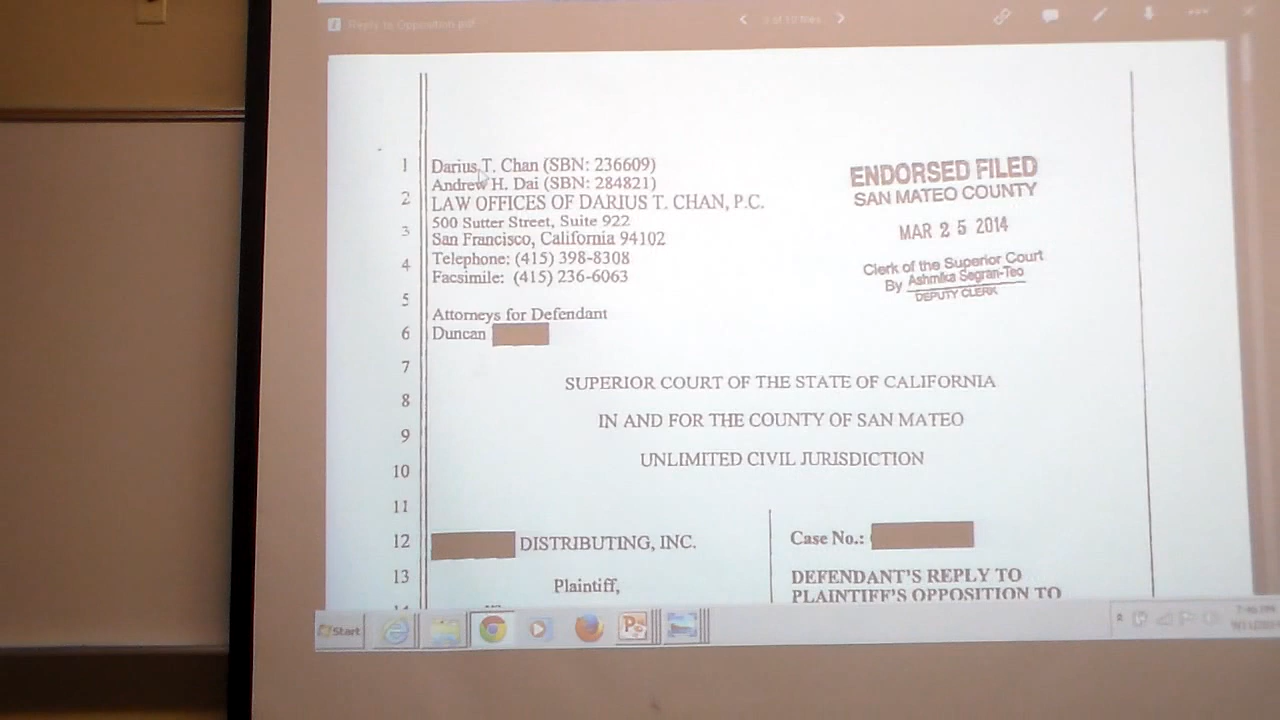 Reply to Opposition.pdf
Darius T. Chan (SBN: 236609)
Andrew H. Dai (SBN: 284821)
LAW OFFICES OF DARIUS T. CHAN, P.C.
500 Sutter Street, Suite 922
San Francisco, California 94102
Telephone: (415) 398-8308
Facsimile: (415) 236-6063
ENDORSED FILED
SAN MATEO COUNTY
MAR 25 2014
Clerk of the Superior Court
By Ashmika Segran-Teo
DEPUTY CLERK
Attorneys for Defendant
Duncan
1
2
3
4
5
6
7
8
9
10
11
12
13
SUPERIOR COURT OF THE STATE OF CALIFORNIA
IN AND FOR THE COUNTY OF SAN MATEO
UNLIMITED CIVIL JURISDICTION
DISTRIBUTING, INC.
Plaintiff,
Case No.:
DEFENDANT'S REPLY TO
PLAINTIFF'S OPPOSITION TO
Start